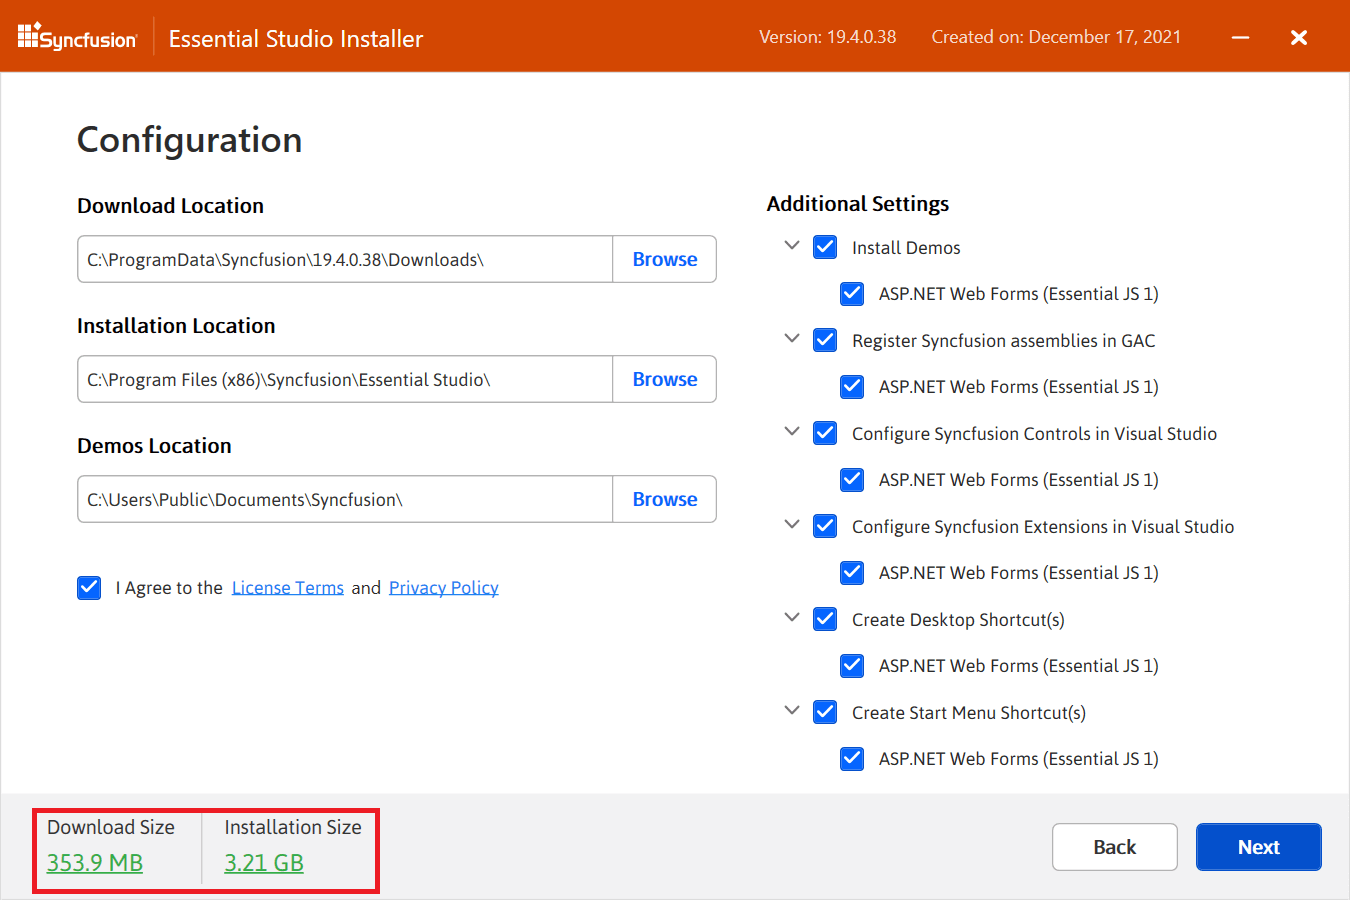 Syncfusion
Essential Studio Installer
Version: 19.4.0.38
Created on: December 17, 2021
Configuration
Download Location
C:\ProgramData\Syncfusion\19.4.0.38\Downloads\
Browse
Installation Location
C:\Program Files (x86)\Syncfusion\Essential Studio\
Browse
Demos Location
C:\Users\Public\Documents\Syncfusion\
Browse
I Agree to the License Terms and Privacy Policy
Additional Settings
Install Demos
ASP.NET Web Forms (Essential JS 1)
Register Syncfusion assemblies in GAC
ASP.NET Web Forms (Essential JS 1)
Configure Syncfusion Controls in Visual Studio
ASP.NET Web Forms (Essential JS 1)
Configure Syncfusion Extensions in Visual Studio
ASP.NET Web Forms (Essential JS 1)
Create Desktop Shortcut(s)
ASP.NET Web Forms (Essential JS 1)
Create Start Menu Shortcut(s)
ASP.NET Web Forms (Essential JS 1)
Download Size
353.9 MB
Installation Size
3.21 GB
Back
Next